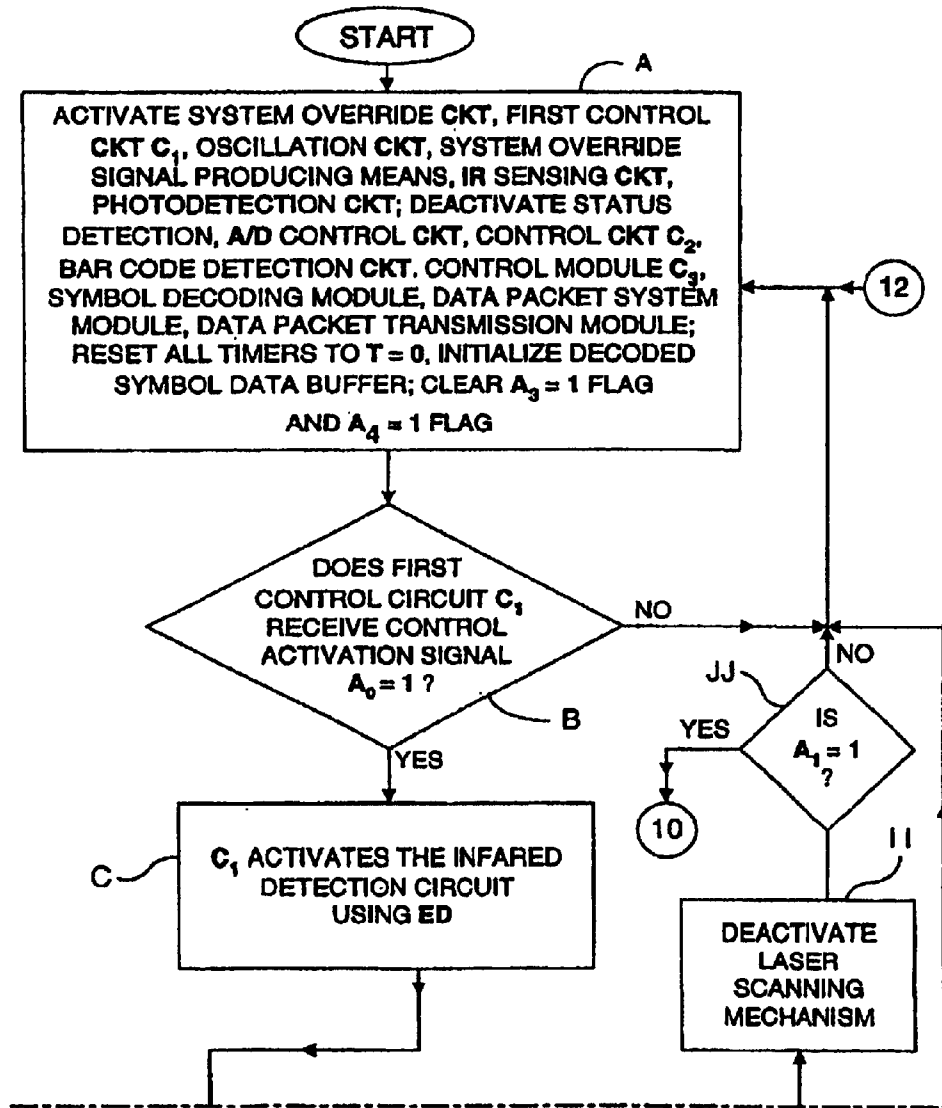 START
A
ACTIVATE SYSTEM OVERRIDE CKT, FIRST CONTROL
CKT C₁, OSCILLATION CKT, SYSTEM OVERRIDE
SIGNAL PRODUCING MEANS, IR SENSING CKT,
PHOTODETECTION CKT; DEACTIVATE STATUS
DETECTION, A/D CONTROL CKT, CONTROL CKT C₂,
BAR CODE DETECTION CKT. CONTROL MODULE C₃,
SYMBOL DECODING MODULE, DATA PACKET SYSTEM
MODULE, DATA PACKET TRANSMISSION MODULE;
RESET ALL TIMERS TO T = 0, INITIALIZE DECODED
SYMBOL DATA BUFFER; CLEAR A₃ = 1 FLAG
AND A₄ = 1 FLAG
12
DOES FIRST
CONTROL CIRCUIT C₁
RECEIVE CONTROL
ACTIVATION SIGNAL
A₀ = 1 ?
NO
B
YES
NO
JJ
IS
A₁ = 1
?
YES
10
C
C₁ ACTIVATES THE INFARED
DETECTION CIRCUIT
USING ED
II
DEACTIVATE
LASER
SCANNING
MECHANISM